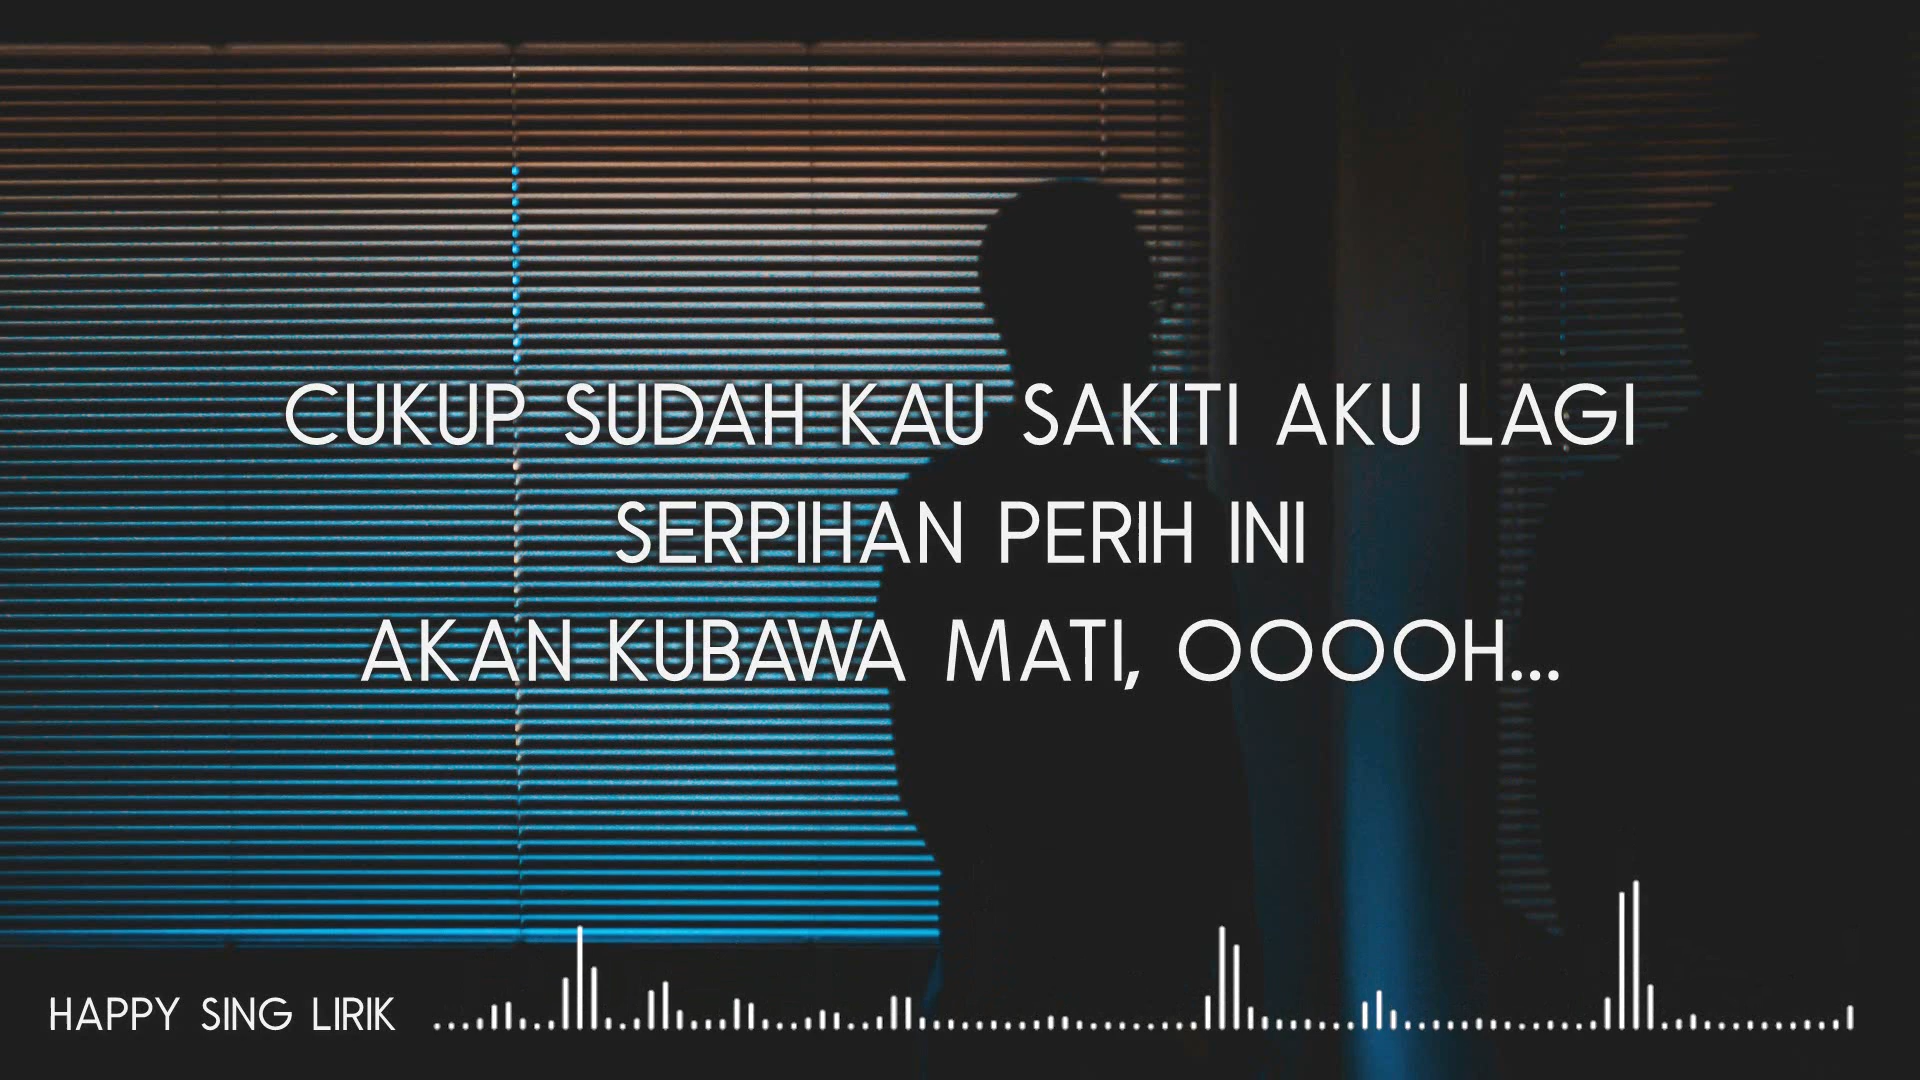 CUKUP SUDAH KAU SAKITI AKU LAGI
SERPIHAN PERIH INI
AKAN KUBAWA MATI, OOOOH...
HAPPY SING LIRIK